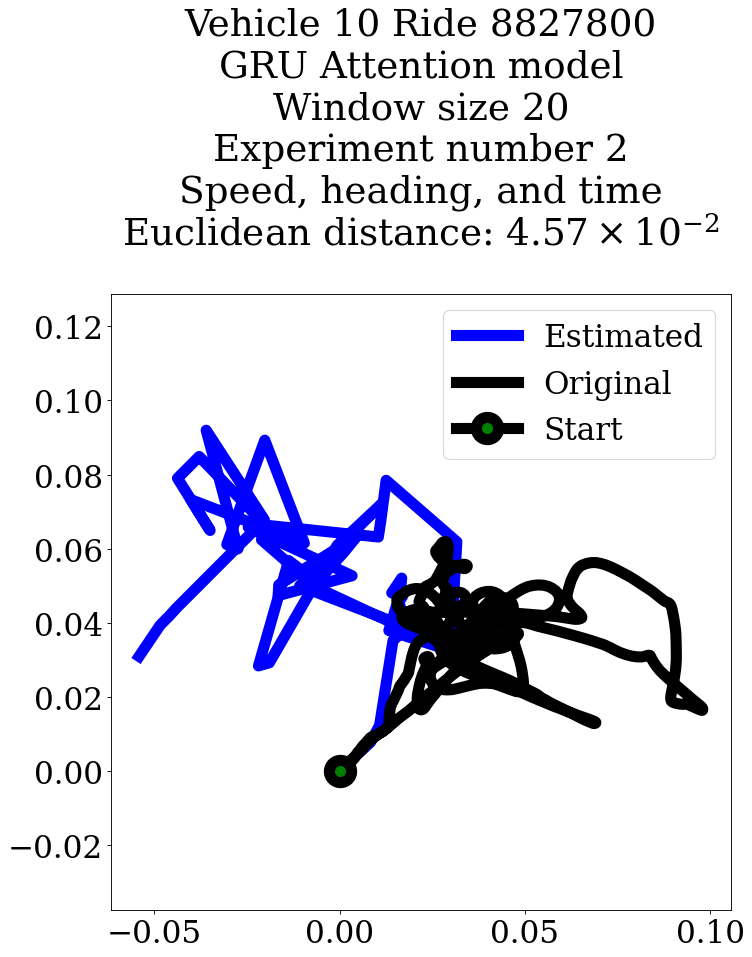 Vehicle 10 Ride 8827800
GRU Attention model
Window size 20
Experiment number 2
Speed, heading, and time
Euclidean distance: 4.57 × 10⁻²
Estimated
Original
Start
0.12
0.10
0.08
0.06
0.04
0.02
0.00
−0.02
−0.05 0.00 0.05 0.10